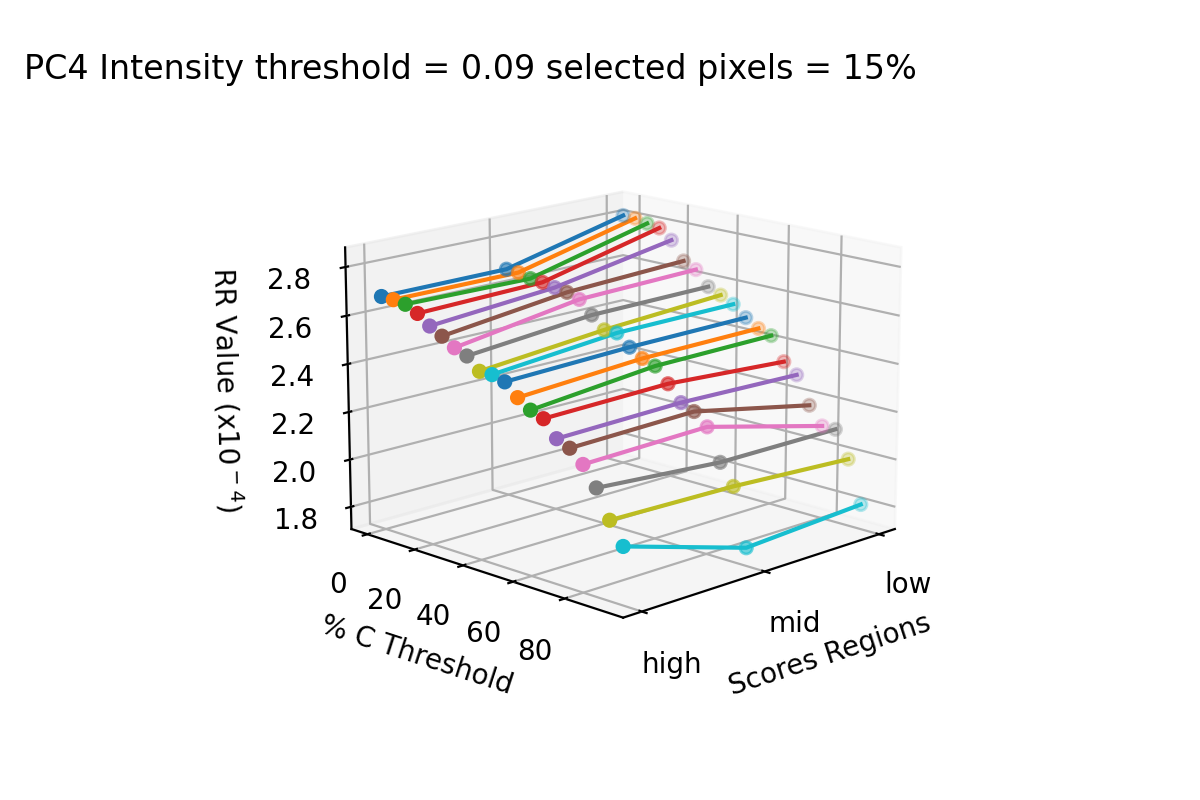 PC4 Intensity threshold = 0.09 selected pixels = 15%
RR Value (x10⁻⁴)
2.8
2.6
2.4
2.2
2.0
1.8
0
20
40
60
80
% C Threshold
high
mid
low
Scores Regions